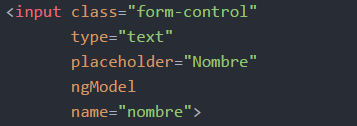 <input class="form-control"
type="text"
placeholder="Nombre"
ngModel
name="nombre">